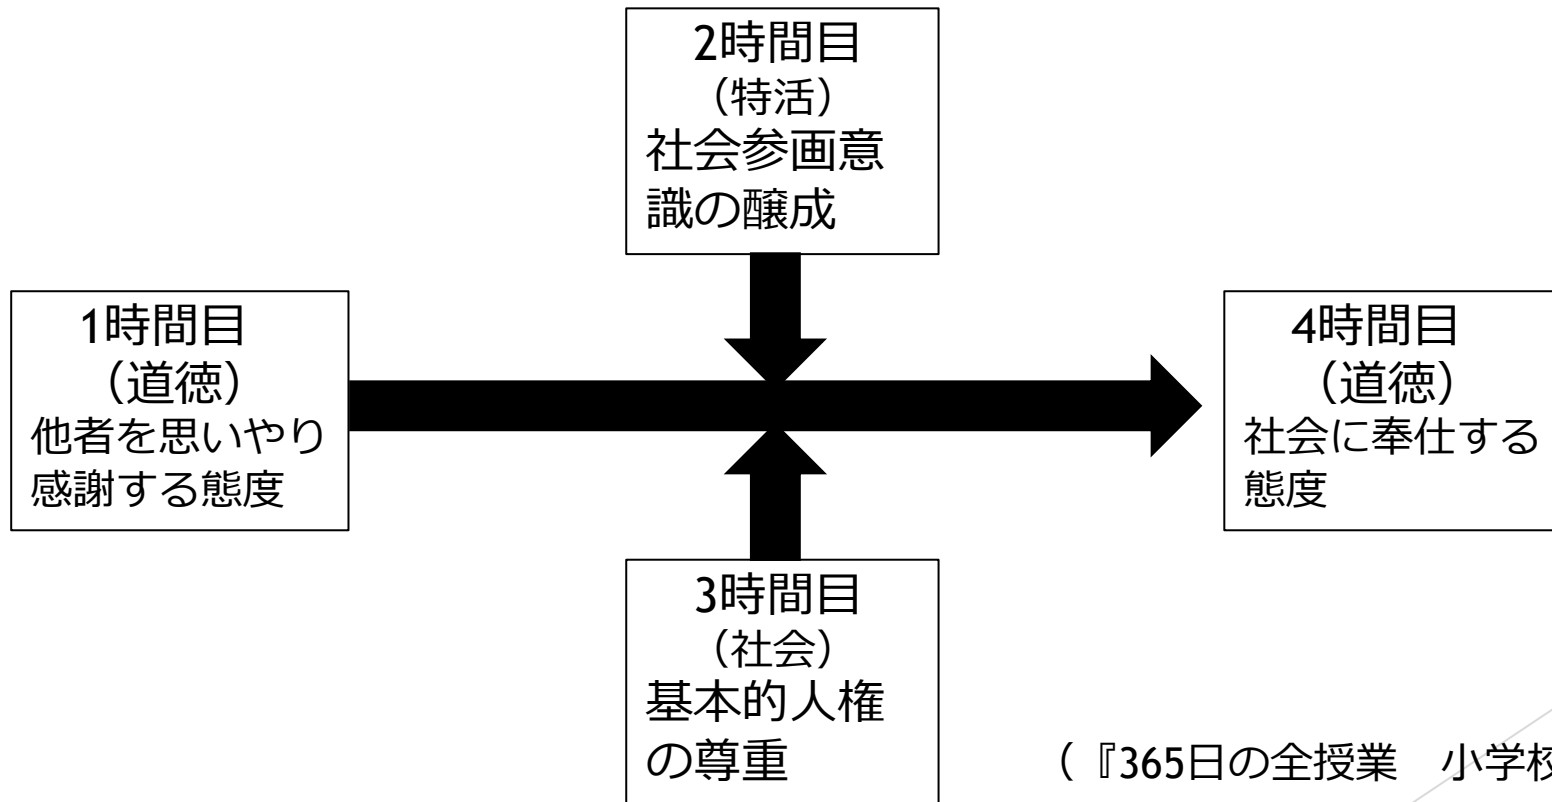 2時間目
（特活）
社会参画意
識の醸成
1時間目
（道徳）
他者を思いやり
感謝する態度
4時間目
（道徳）
社会に奉仕する
態度
3時間目
（社会）
基本的人権
の尊重
（『365日の全授業　小学校